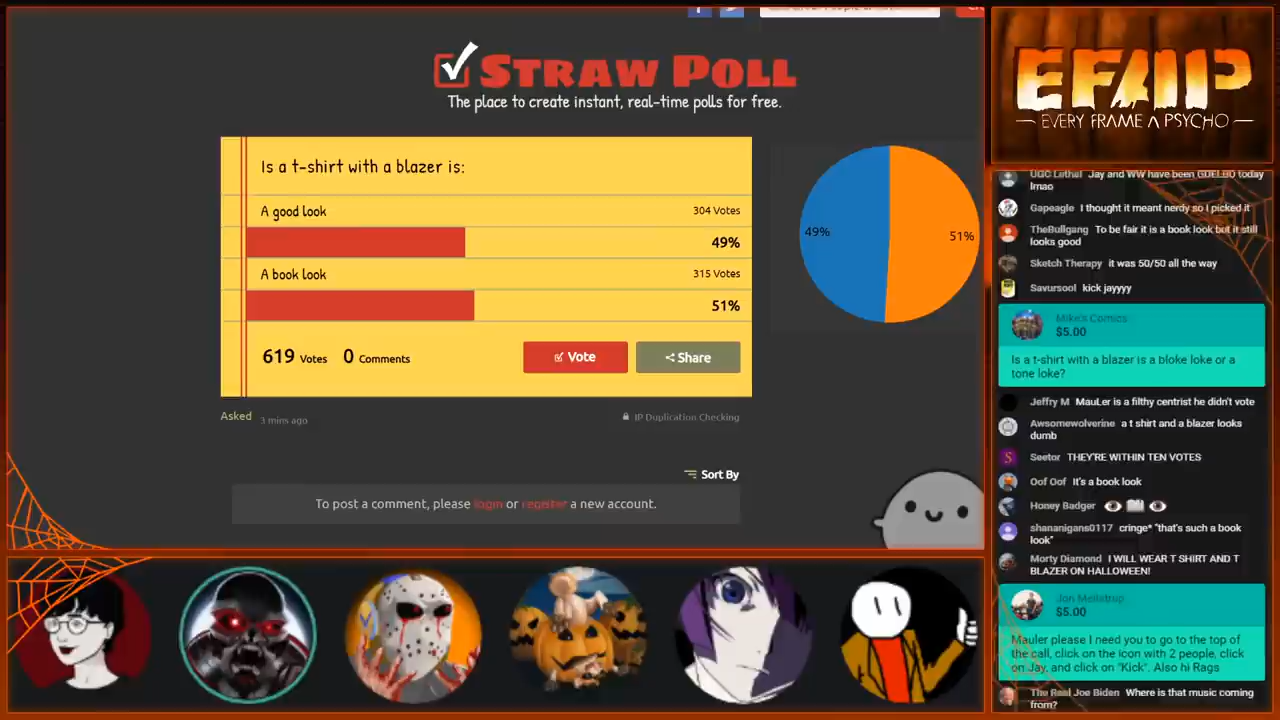 STRAW POLL
The place to create instant, real-time polls for free.
Is a t-shirt with a blazer is:
A good look
304 Votes
49%
A book look
315 Votes
51%
619 Votes 0 Comments
Vote
Share
Asked 3 mins ago
IP Duplication Checking
Sort By
To post a comment, please login or register a new account.
49%
51%
EFAP
EVERY FRAME A PSYCHO
UGC Lethal Jay and WW have been GOELBO today
lmao
Gapeagle I thought it meant nerdy so I picked it
TheBullgang To be fair it is a book look but it still
looks good
Sketch Therapy it was 50/50 all the way
Savursool kick jayyyy
Mike's Comics
$5.00
Is a t-shirt with a blazer is a bloke loke or a
tone loke?
Jeffry M MauLer is a filthy centrist he didn't vote
Awsomewolverine a t shirt and a blazer looks
dumb
Seetor THEY'RE WITHIN TEN VOTES
Oof Oof It's a book look
Honey Badger
shananigans0117 cringe* "that's such a book
look"
Morty Diamond I WILL WEAR T SHIRT AND T
BLAZER ON HALLOWEEN!
Jon Mellstrup
$5.00
Mauler please I need you to go to the top of
the call, click on the icon with 2 people, click
on Jay, and click on "Kick". Also hi Rags
The Real Joe Biden Where is that music coming
from?